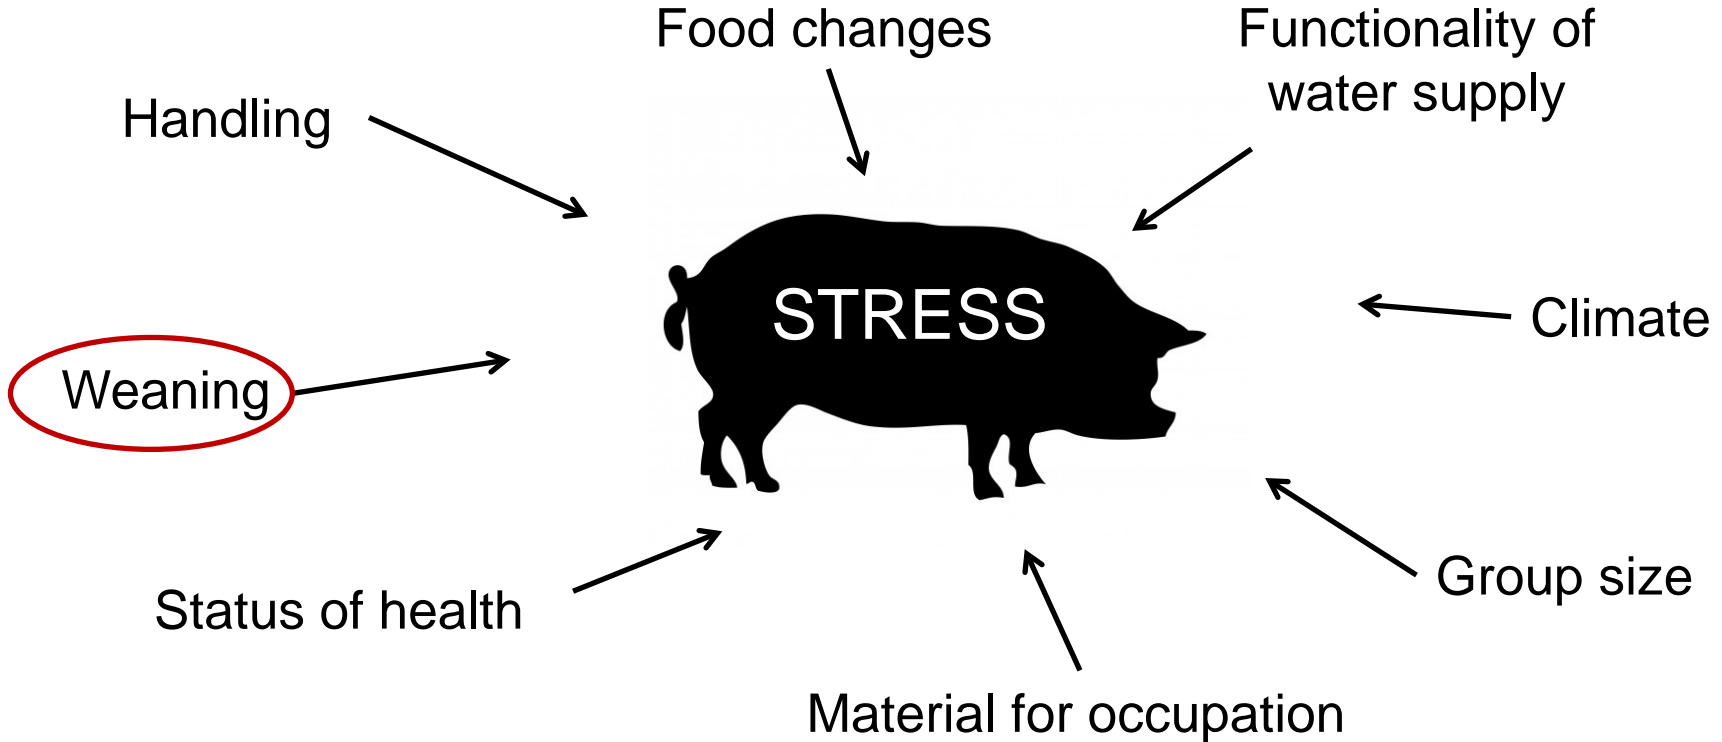 Food changes
Functionality of
water supply
Handling
STRESS
Climate
Weaning
Group size
Status of health
Material for occupation